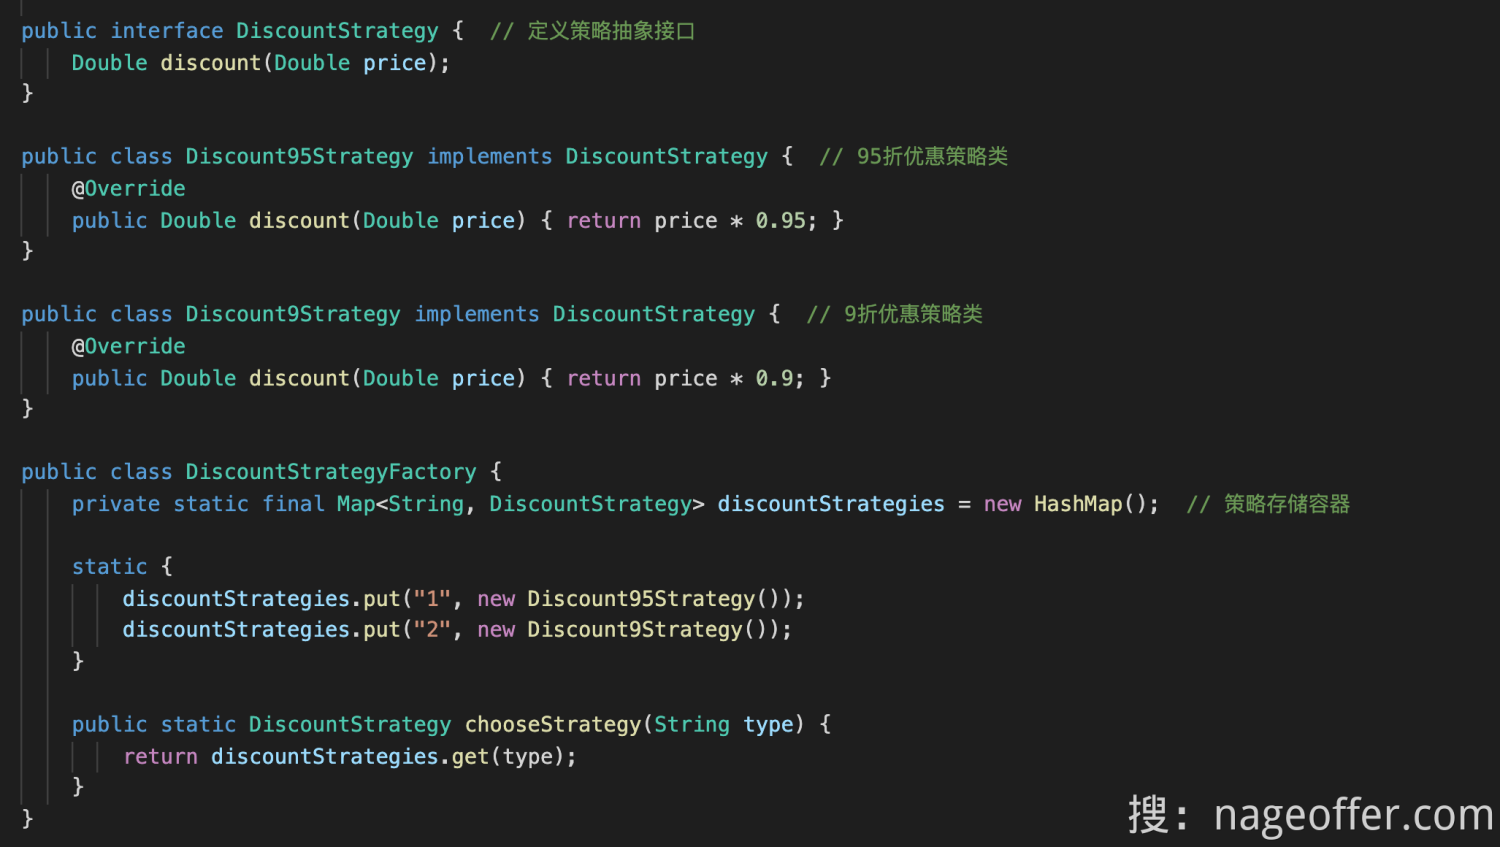 public interface DiscountStrategy {  // 定义策略抽象接口
    Double discount(Double price);
}
public class Discount95Strategy implements DiscountStrategy {  // 95折优惠策略类
    @Override
    public Double discount(Double price) { return price * 0.95; }
}
public class Discount9Strategy implements DiscountStrategy {  // 9折优惠策略类
    @Override
    public Double discount(Double price) { return price * 0.9; }
}
public class DiscountStrategyFactory {
    private static final Map<String, DiscountStrategy> discountStrategies = new HashMap();  // 策略存储容器
    static {
        discountStrategies.put("1", new Discount95Strategy());
        discountStrategies.put("2", new Discount9Strategy());
    }
    public static DiscountStrategy chooseStrategy(String type) {
        return discountStrategies.get(type);
    }
}
搜：nageoffer.com